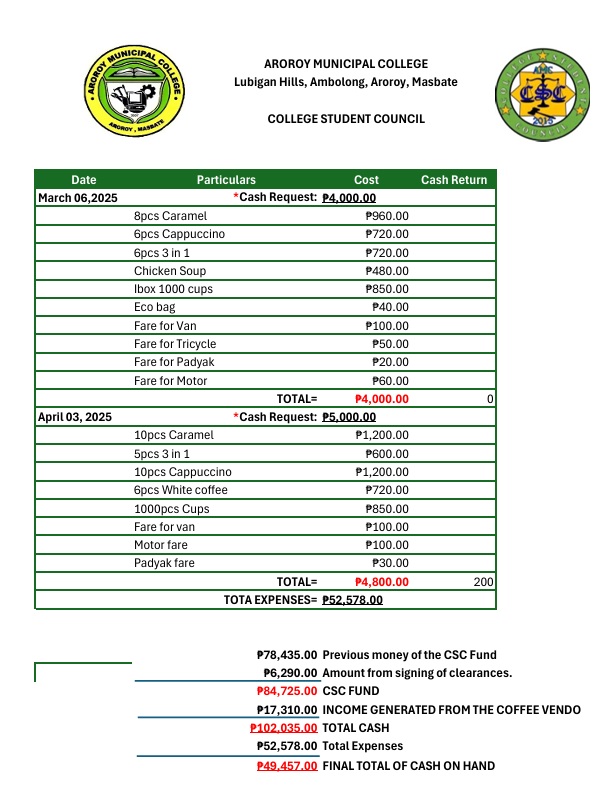 AROROY MUNICIPAL COLLEGE
Lubigan Hills, Ambolong, Aroroy, Masbate
COLLEGE STUDENT COUNCIL
AROROY MUNICIPAL COLLEGE
AROROY, MASBATE
COLLEGE STUDENT
COUNCIL
AMC
CSC
2015
Date Particulars Cost Cash Return
March 06,2025 *Cash Request: ₱4,000.00
8pcs Caramel ₱960.00
6pcs Cappuccino ₱720.00
6pcs 3 in 1 ₱720.00
Chicken Soup ₱480.00
Ibox 1000 cups ₱850.00
Eco bag ₱40.00
Fare for Van ₱100.00
Fare for Tricycle ₱50.00
Fare for Padyak ₱20.00
Fare for Motor ₱60.00
TOTAL= ₱4,000.00 0
April 03, 2025 *Cash Request: ₱5,000.00
10pcs Caramel ₱1,200.00
5pcs 3 in 1 ₱600.00
10pcs Cappuccino ₱1,200.00
6pcs White coffee ₱720.00
1000pcs Cups ₱850.00
Fare for van ₱100.00
Motor fare ₱100.00
Padyak fare ₱30.00
TOTAL= ₱4,800.00 200
TOTA EXPENSES= ₱52,578.00
₱78,435.00 Previous money of the CSC Fund
₱6,290.00 Amount from signing of clearances.
₱84,725.00 CSC FUND
₱17,310.00 INCOME GENERATED FROM THE COFFEE VENDO
₱102,035.00 TOTAL CASH
₱52,578.00 Total Expenses
₱49,457.00 FINAL TOTAL OF CASH ON HAND